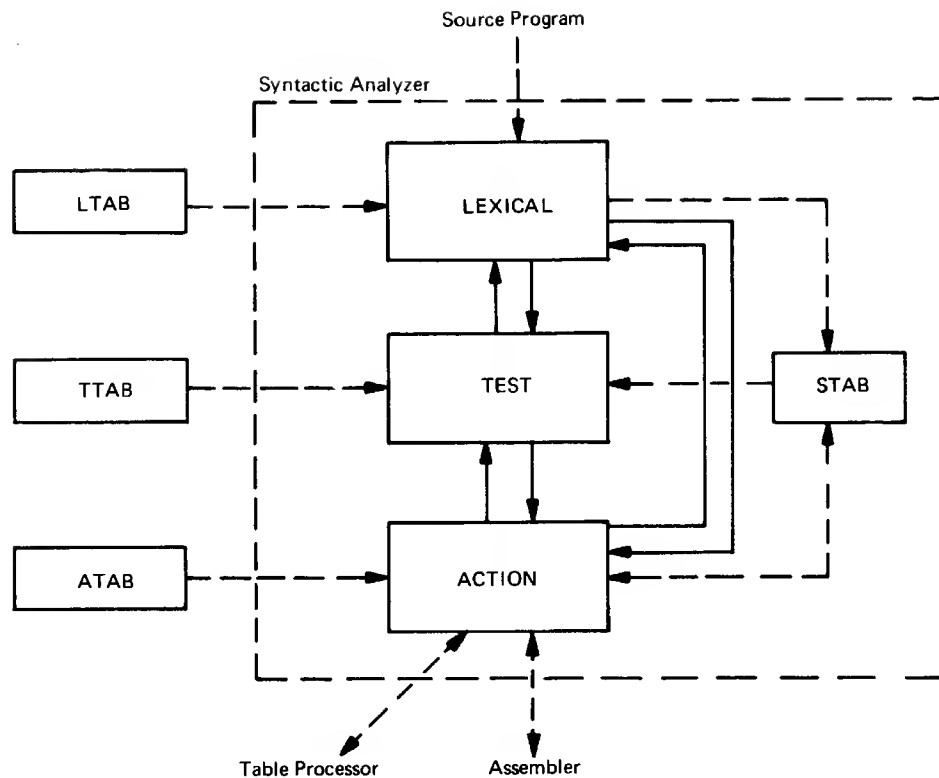 Source Program
Syntactic Analyzer
LTAB
LEXICAL
TTAB
TEST
STAB
ATAB
ACTION
Table Processor
Assembler